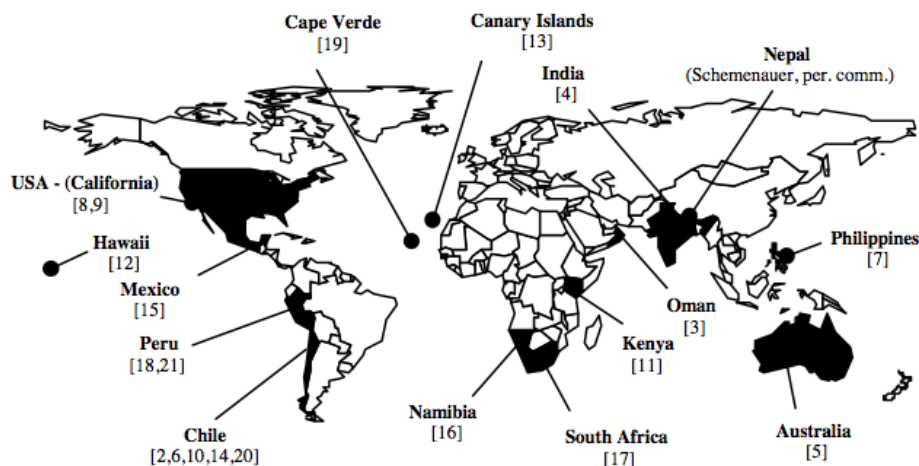 Cape Verde
[19]
Canary Islands
[13]
India
[4]
Nepal
(Schemenauer, per. comm.)
USA - (California)
[8,9]
Hawaii
[12]
Mexico
[15]
Peru
[18,21]
Chile
[2,6,10,14,20]
Namibia
[16]
South Africa
[17]
Kenya
[11]
Oman
[3]
Philippines
[7]
Australia
[5]